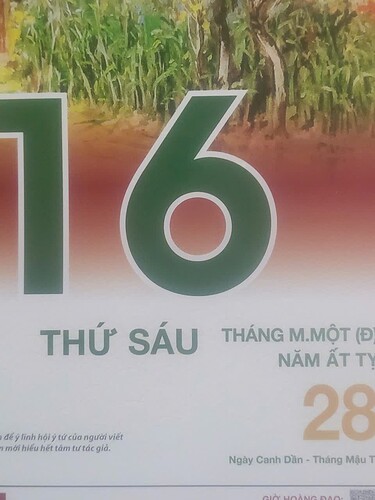 16
THỨ SÁU
THÁNG M.MỘT (Đ)
NĂM ẤT TỴ
28
để ý linh hội ý tứ của người viết
mới hiểu hết tâm tư tác giả.
Ngày Canh Dần - Tháng Mậu T
GIỜ HOÀNG ĐẠO: